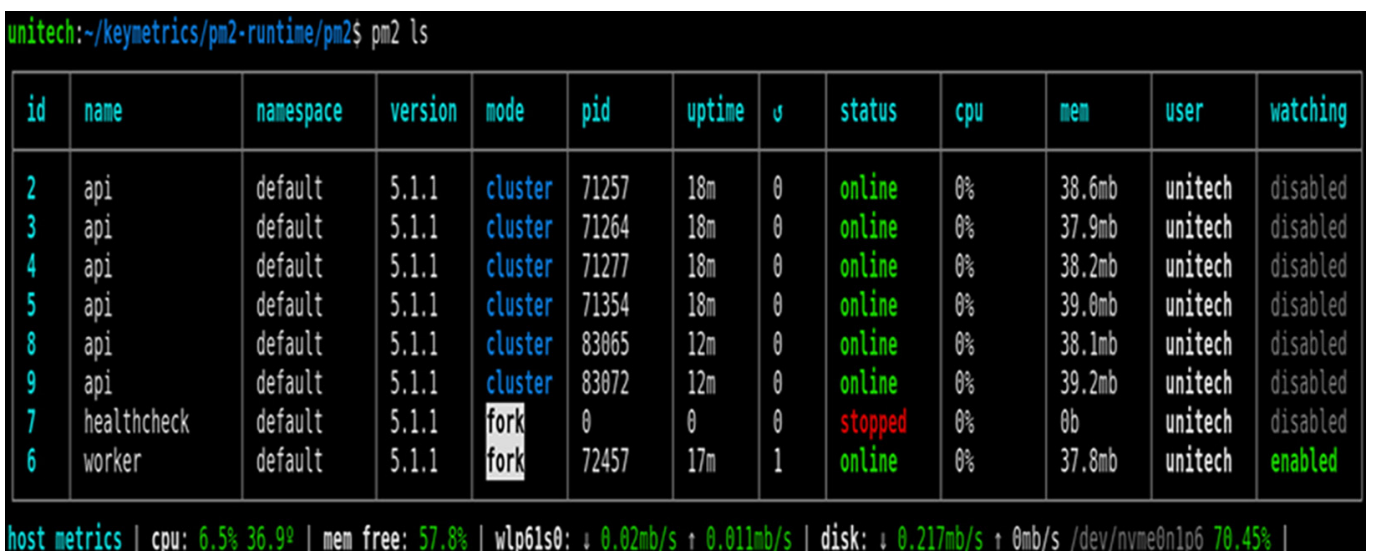 unitech:~/keymetrics/pm2-runtime/pm2$ pm2 ls
id name namespace version mode pid uptime ↺ status cpu mem user watching
2 api default 5.1.1 cluster 71257 18m 0 online 0% 38.6mb unitech disabled
3 api default 5.1.1 cluster 71264 18m 0 online 0% 37.9mb unitech disabled
4 api default 5.1.1 cluster 71277 18m 0 online 0% 38.2mb unitech disabled
5 api default 5.1.1 cluster 71354 18m 0 online 0% 39.0mb unitech disabled
8 api default 5.1.1 cluster 83065 12m 0 online 0% 38.1mb unitech disabled
9 api default 5.1.1 cluster 83072 12m 0 online 0% 39.2mb unitech disabled
7 healthcheck default 5.1.1 fork 0 0 0 stopped 0% 0b unitech disabled
6 worker default 5.1.1 fork 72457 17m 1 online 0% 37.8mb unitech enabled
host metrics | cpu: 6.5% 36.9º | mem free: 57.8% | wlp61s0: ↓ 0.02mb/s ↑ 0.011mb/s | disk: ↓ 0.217mb/s ↑ 0mb/s /dev/nvme0n1p6 70.45% |